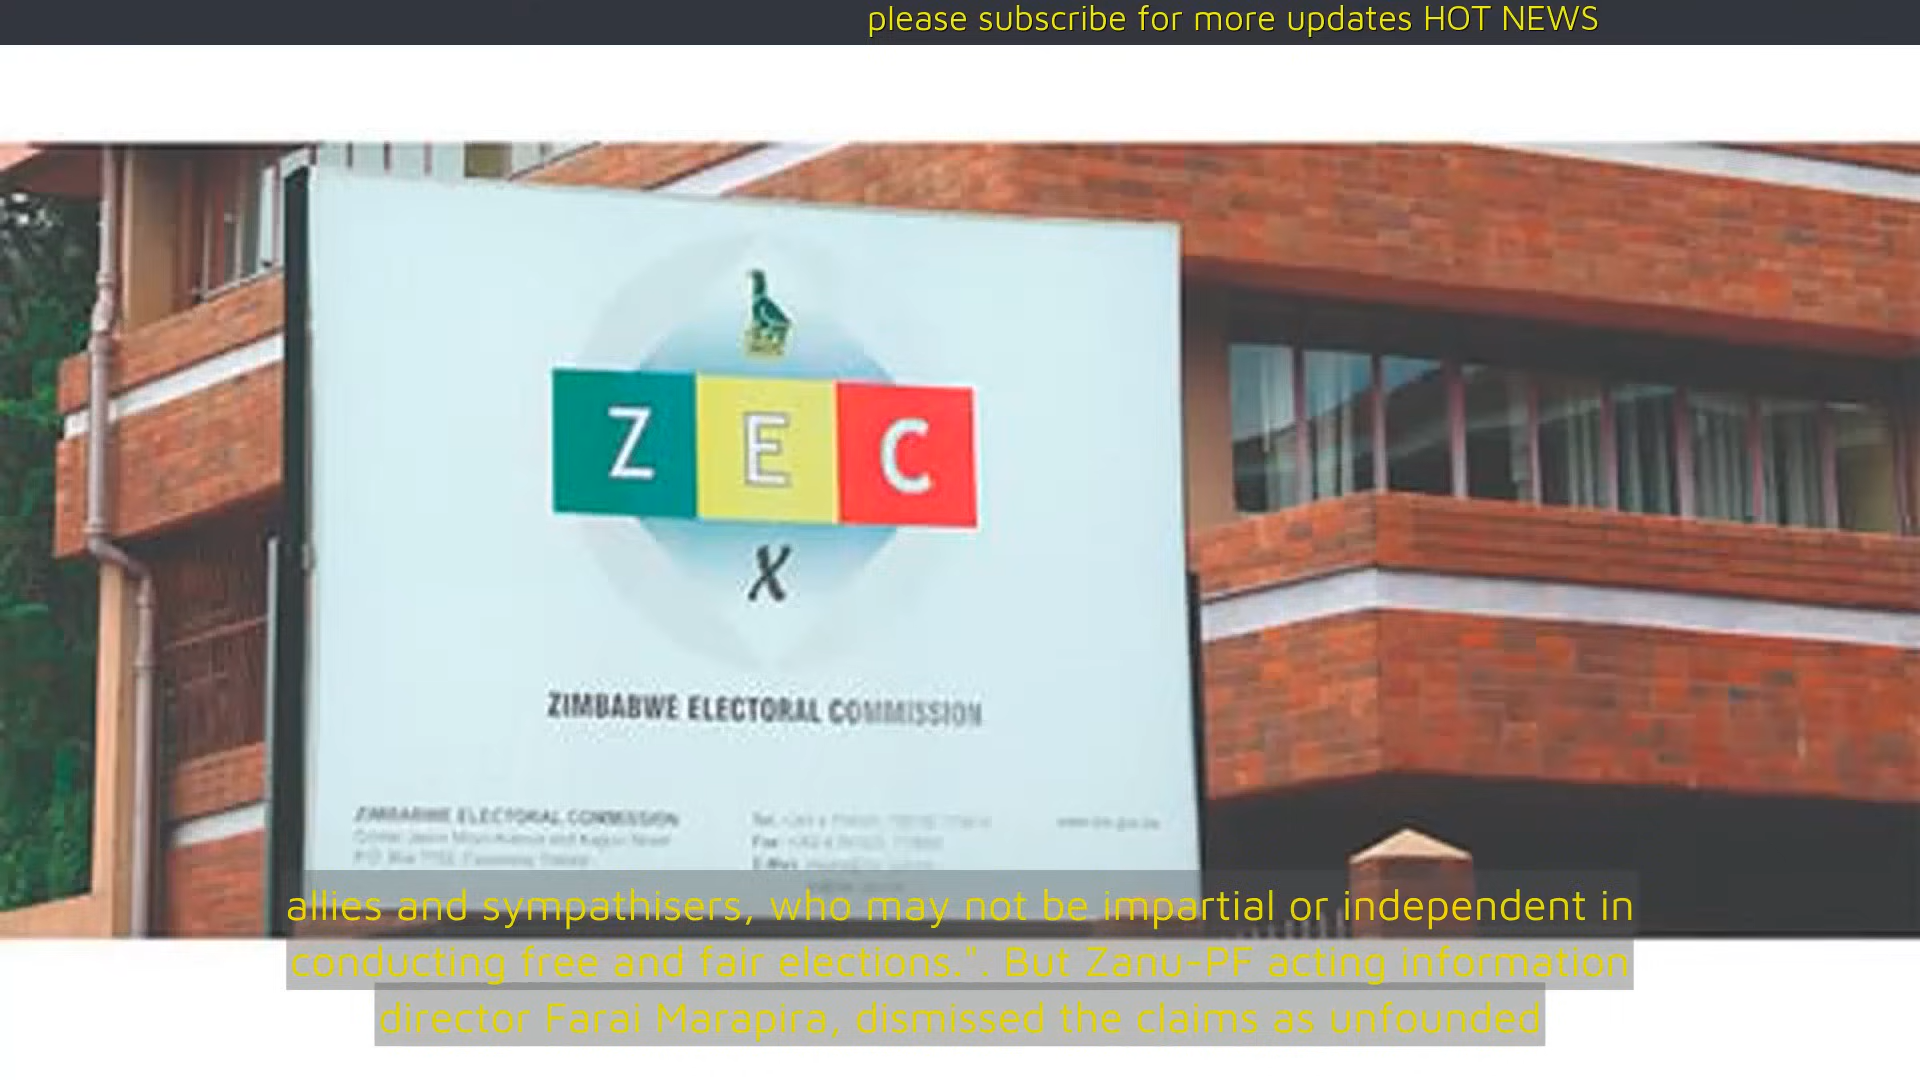 please subscribe for more updates HOT NEWS
Z E C
X
ZIMBABWE ELECTORAL COMMISSION
ZIMBABWE ELECTORAL COMMISSION
allies and sympathisers, who may not be impartial or independent in
conducting free and fair elections.". But Zanu-PF acting information
director Farai Marapira, dismissed the claims as unfounded